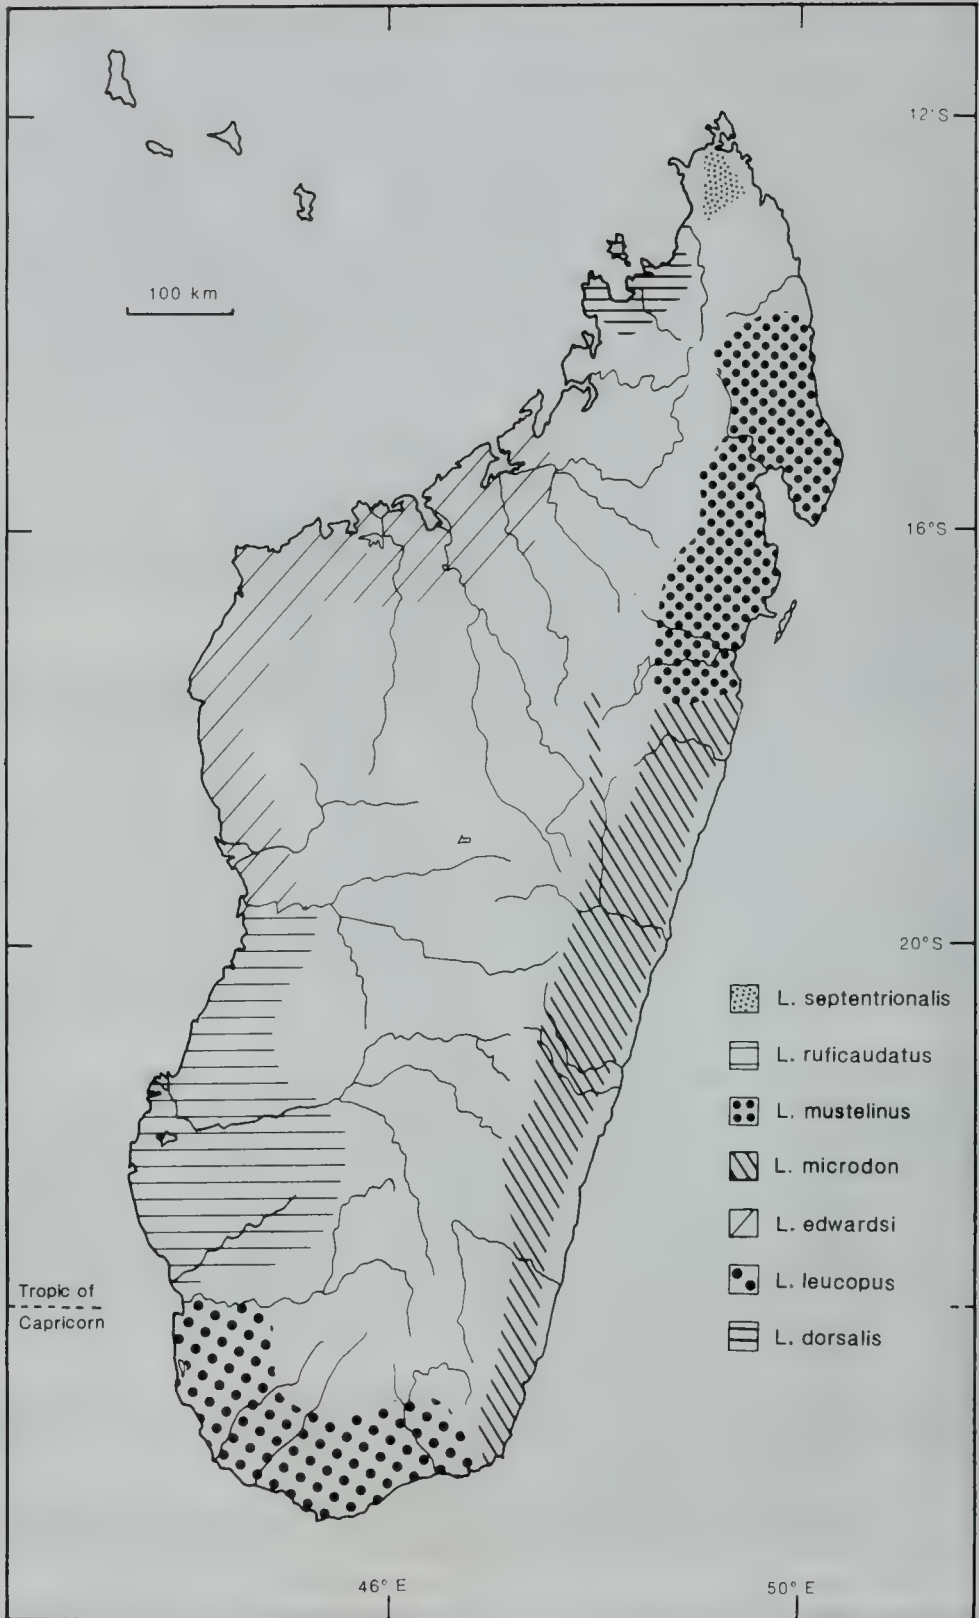 12°S
100 km
16°S
20°S
L. septentrionalis
L. ruficaudatus
L. mustelinus
L. microdon
L. edwardsi
L. leucopus
L. dorsalis
Tropic of
Capricorn
46° E
50° E